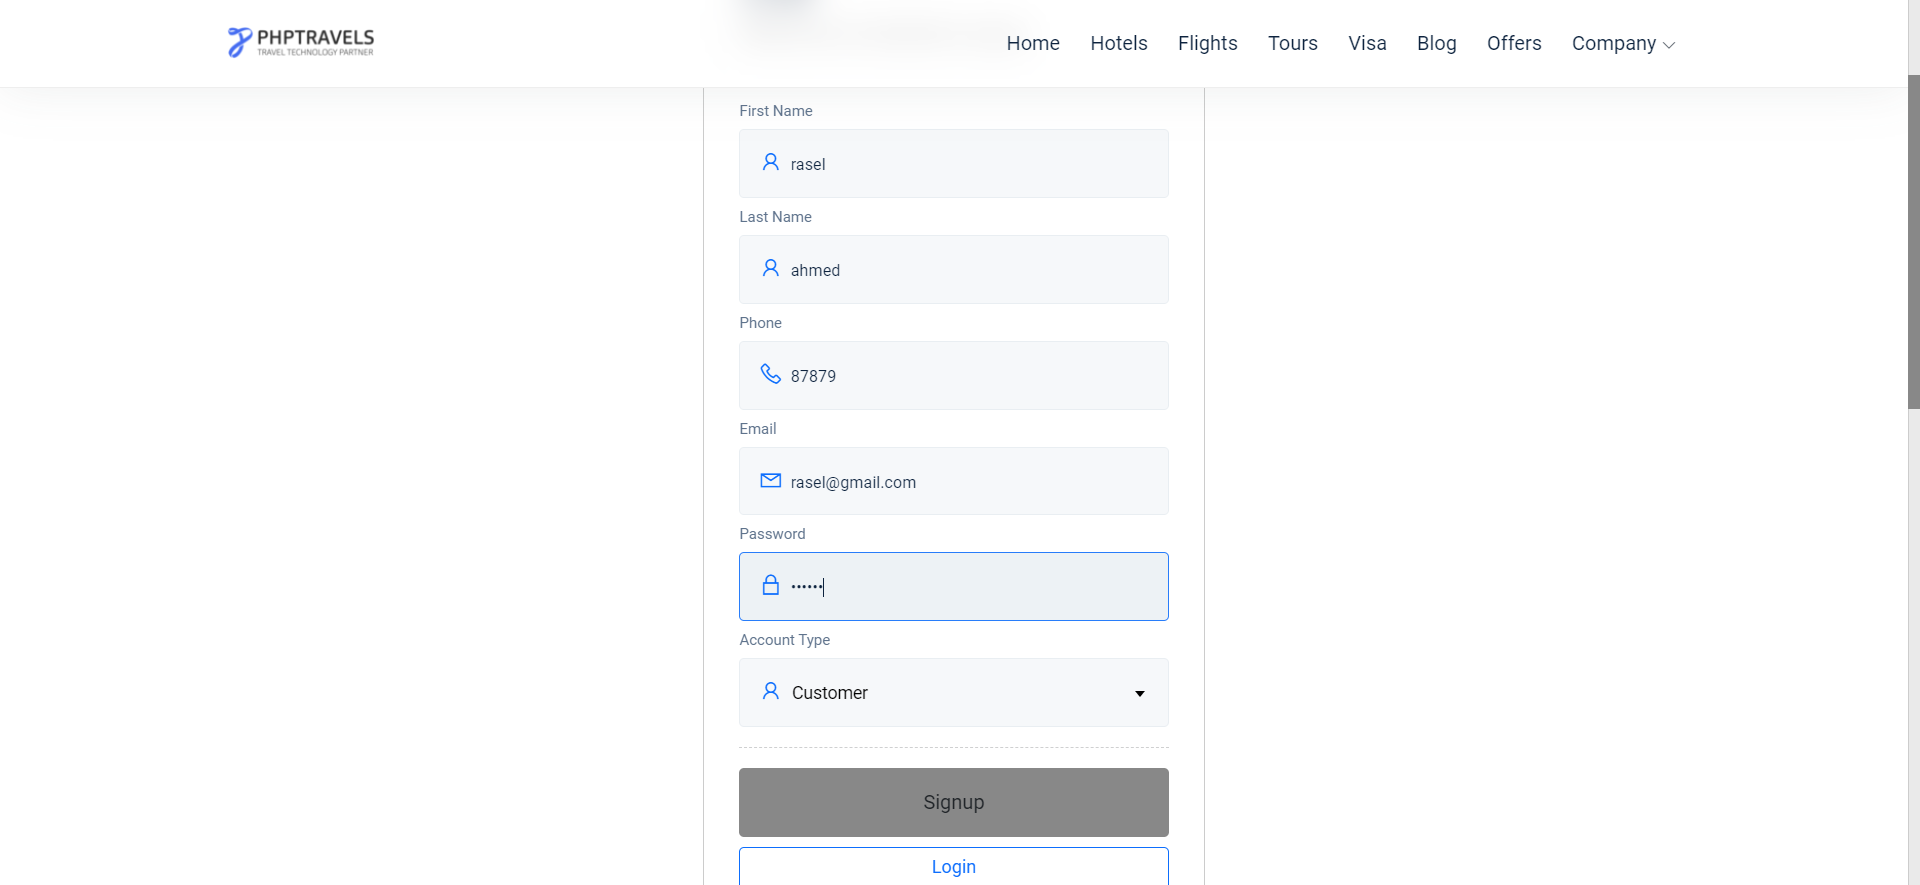 PHPTRAVELS
TRAVEL TECHNOLOGY PARTNER
Home Hotels Flights Tours Visa Blog Offers Company
First Name
rasel
Last Name
ahmed
Phone
87879
Email
rasel@gmail.com
Password
••••••
Account Type
Customer
Signup
Login